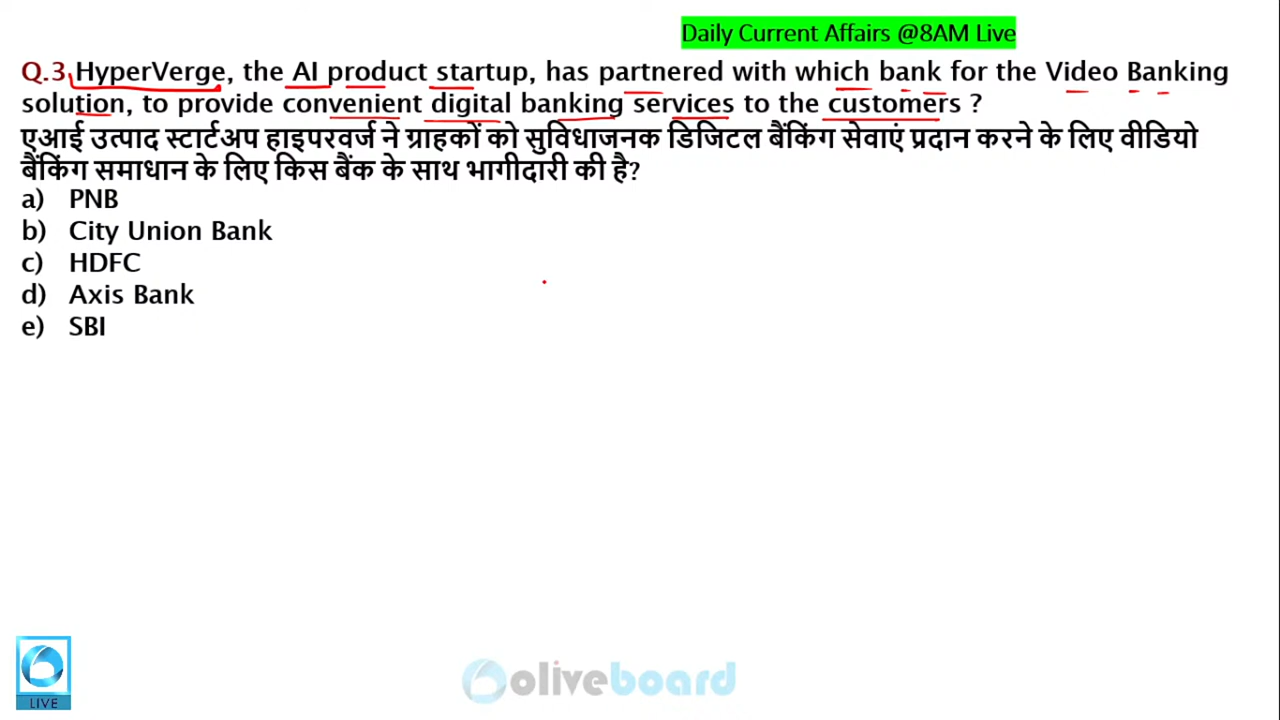 Daily Current Affairs @8AM Live
Q.3 HyperVerge, the AI product startup, has partnered with which bank for the Video Banking
solution, to provide convenient digital banking services to the customers ?
एआई उत्पाद स्टार्टअप हाइपरवर्ज ने ग्राहकों को सुविधाजनक डिजिटल बैंकिंग सेवाएं प्रदान करने के लिए वीडियो
बैंकिंग समाधान के लिए किस बैंक के साथ भागीदारी की है?
a) PNB
b) City Union Bank
c) HDFC
d) Axis Bank
e) SBI
LIVE
oliveboard